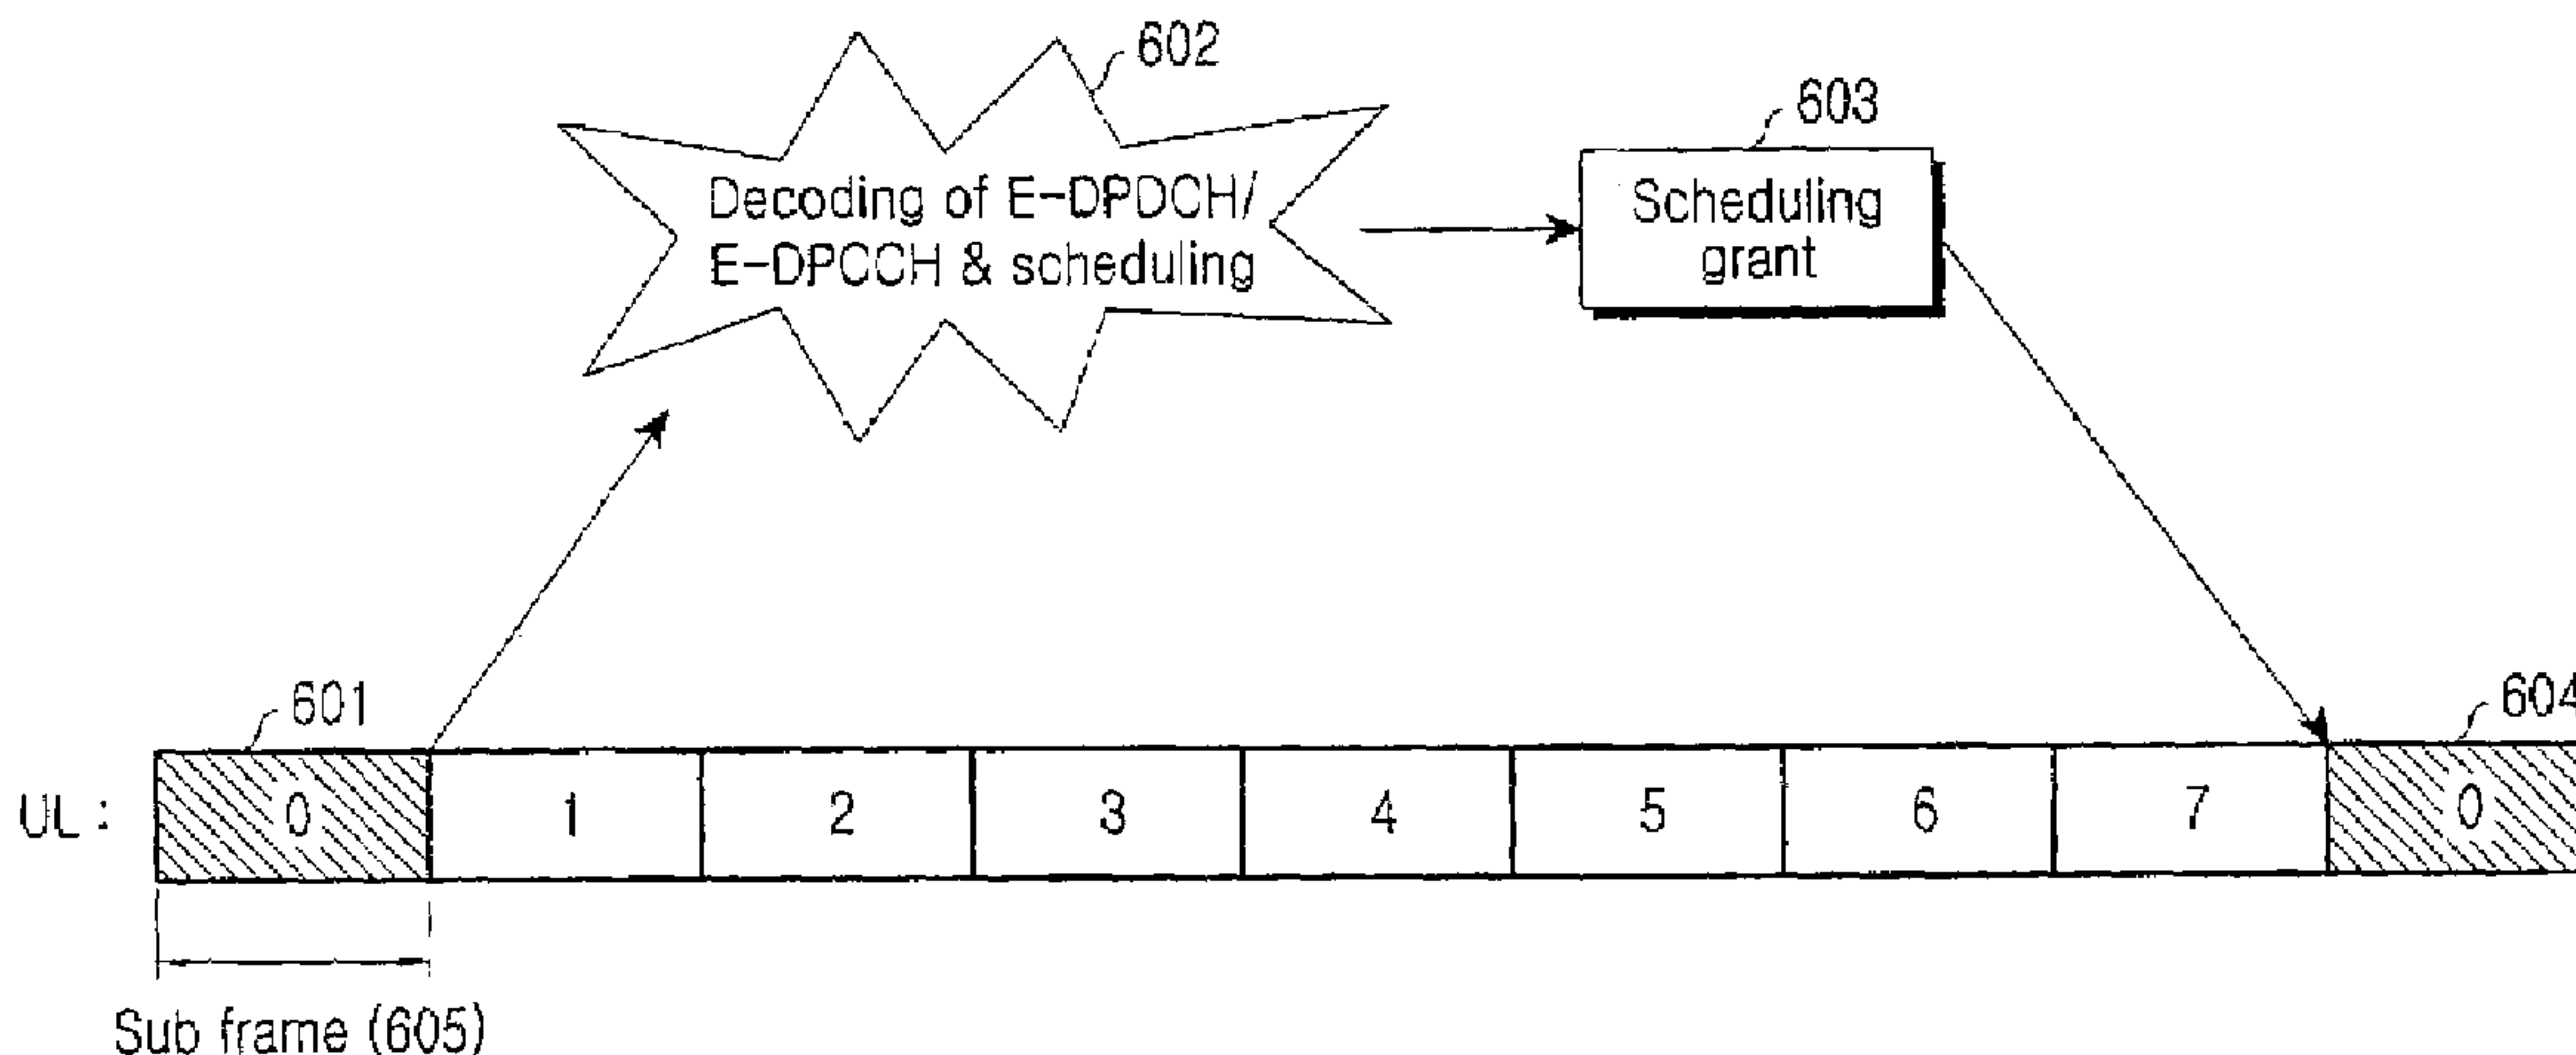 602
603
Decoding of E-DPDCH/
E-DPCCH & scheduling
Scheduling
grant
601
604
UL :
0 1 2 3 4 5 6 7 0
Sub frame (605)